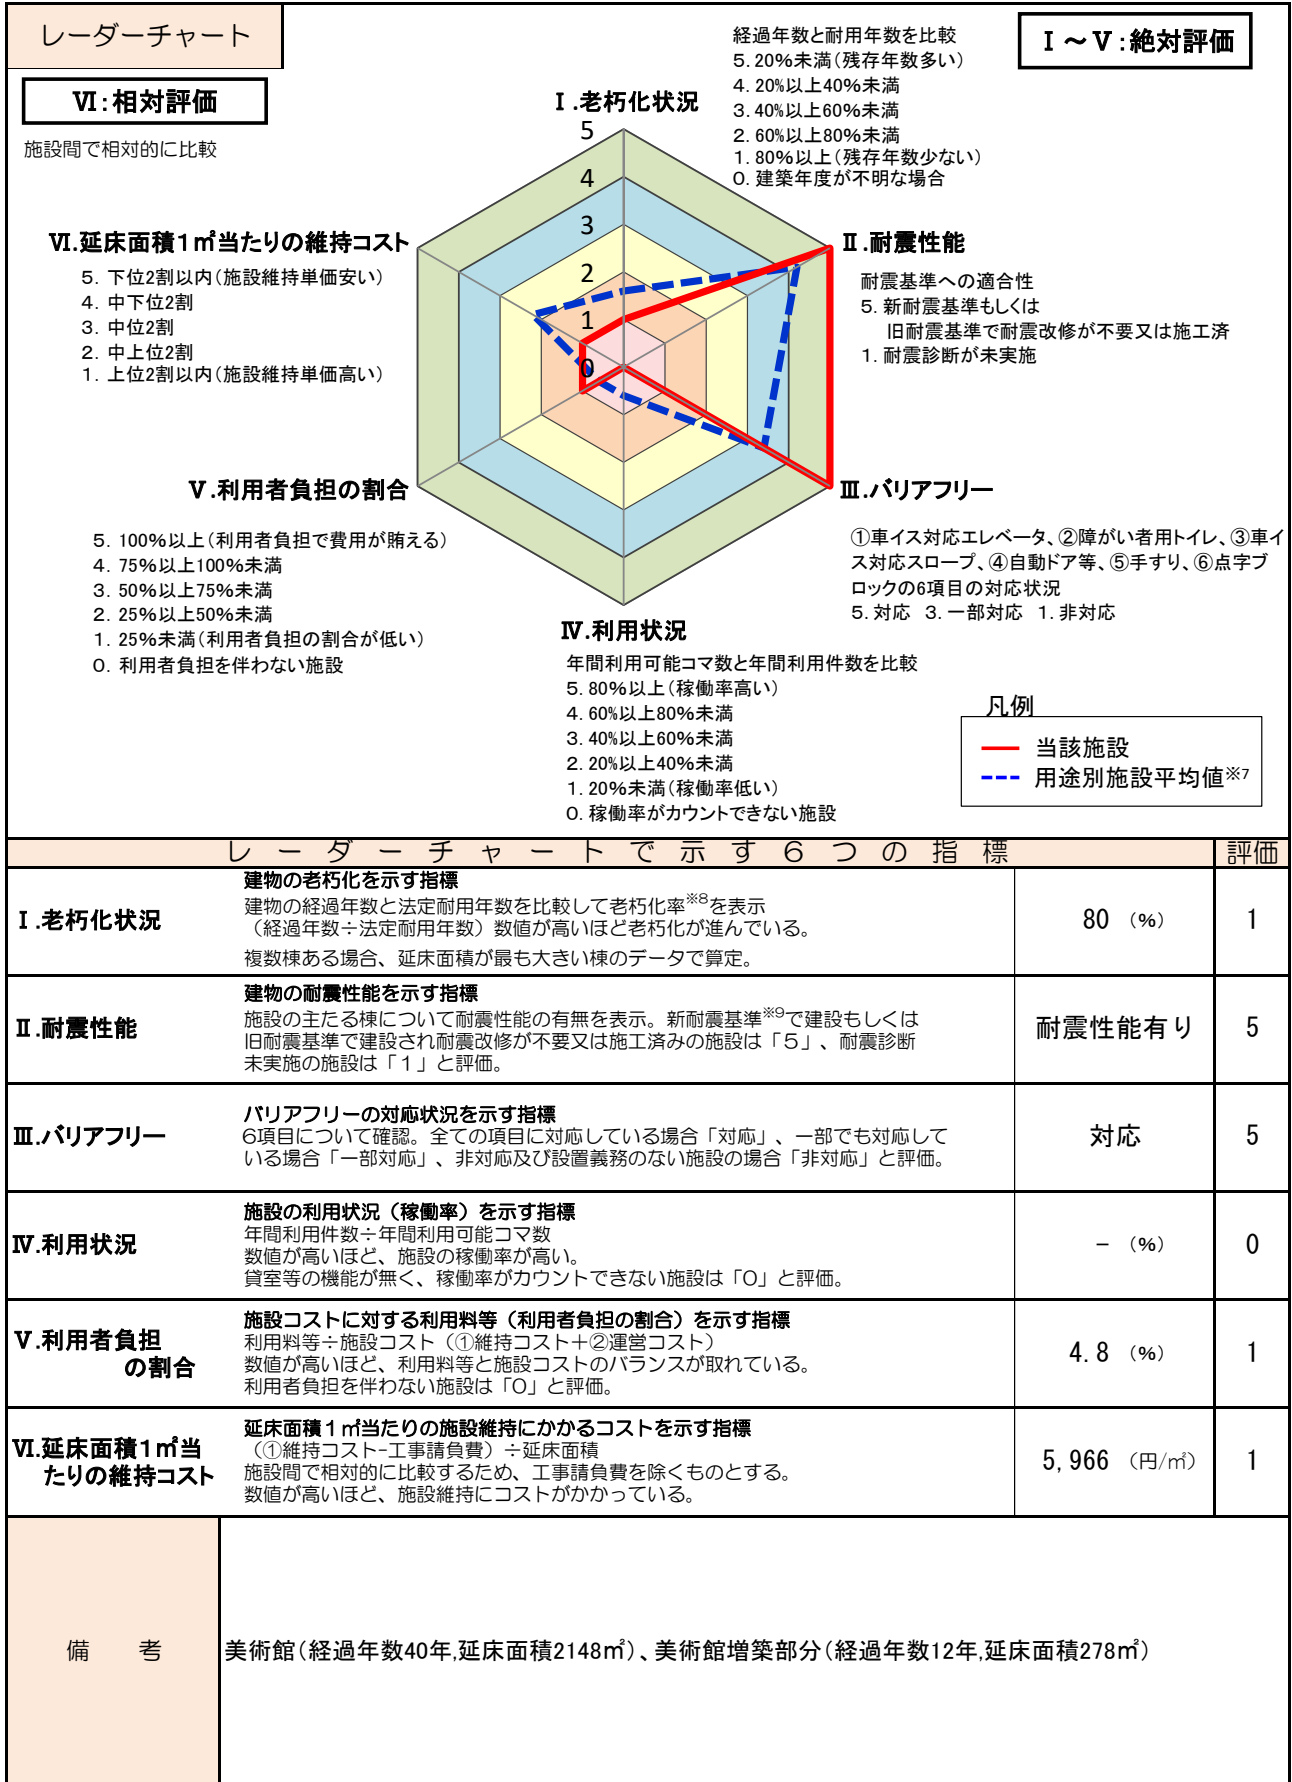 レーダーチャート
Ⅰ～Ⅴ:絶対評価
Ⅵ:相対評価
施設間で相対的に比較
経過年数と耐用年数を比較
5. 20%未満(残存年数多い)
4. 20%以上40%未満
3. 40%以上60%未満
2. 60%以上80%未満
1. 80%以上(残存年数少ない)
0. 建築年度が不明な場合
Ⅰ.老朽化状況
5
4
3
2
1
0
Ⅵ.延床面積1㎡当たりの維持コスト
5. 下位2割以内(施設維持単価安い)
4. 中下位2割
3. 中位2割
2. 中上位2割
1. 上位2割以内(施設維持単価高い)
Ⅱ.耐震性能
耐震基準への適合性
5. 新耐震基準もしくは
旧耐震基準で耐震改修が不要又は施工済
1. 耐震診断が未実施
Ⅴ.利用者負担の割合
5. 100%以上(利用者負担で費用が賄える)
4. 75%以上100%未満
3. 50%以上75%未満
2. 25%以上50%未満
1. 25%未満(利用者負担の割合が低い)
0. 利用者負担を伴わない施設
Ⅲ.バリアフリー
①車イス対応エレベータ、②障がい者用トイレ、③車イ
ス対応スロープ、④自動ドア等、⑤手すり、⑥点字ブ
ロックの6項目の対応状況
5. 対応 3. 一部対応 1. 非対応
Ⅳ.利用状況
年間利用可能コマ数と年間利用件数を比較
5. 80%以上(稼働率高い)
4. 60%以上80%未満
3. 40%以上60%未満
2. 20%以上40%未満
1. 20%未満(稼働率低い)
0. 稼働率がカウントできない施設
凡例
当該施設
用途別施設平均値※7
レーダーチャートで示す6つの指標 評価
Ⅰ.老朽化状況
建物の老朽化を示す指標
建物の経過年数と法定耐用年数を比較して老朽化率※8を表示
(経過年数÷法定耐用年数)数値が高いほど老朽化が進んでいる。
複数棟ある場合、延床面積が最も大きい棟のデータで算定。
80 (%) 1
Ⅱ.耐震性能
建物の耐震性能を示す指標
施設の主たる棟について耐震性能の有無を表示。新耐震基準※9で建設もしくは
旧耐震基準で建設され耐震改修が不要又は施工済みの施設は「5」、耐震診断
未実施の施設は「1」と評価。
耐震性能有り 5
Ⅲ.バリアフリー
バリアフリーの対応状況を示す指標
6項目について確認。全ての項目に対応している場合「対応」、一部でも対応して
いる場合「一部対応」、非対応及び設置義務のない施設の場合「非対応」と評価。
対応 5
Ⅳ.利用状況
施設の利用状況(稼働率)を示す指標
年間利用件数÷年間利用可能コマ数
数値が高いほど、施設の稼働率が高い。
貸室等の機能が無く、稼働率がカウントできない施設は「0」と評価。
- (%) 0
Ⅴ.利用者負担
の割合
施設コストに対する利用料等(利用者負担の割合)を示す指標
利用料等÷施設コスト(①維持コスト+②運営コスト)
数値が高いほど、利用料等と施設コストのバランスが取れている。
利用者負担を伴わない施設は「0」と評価。
4.8 (%) 1
Ⅵ.延床面積1㎡当
たりの維持コスト
延床面積1㎡当たりの施設維持にかかるコストを示す指標
(①維持コスト-工事請負費)÷延床面積
施設間で相対的に比較するため、工事請負費を除くものとする。
数値が高いほど、施設維持にコストがかかっている。
5,966 (円/㎡) 1
備 考
美術館(経過年数40年,延床面積2148㎡)、美術館増築部分(経過年数12年,延床面積278㎡)